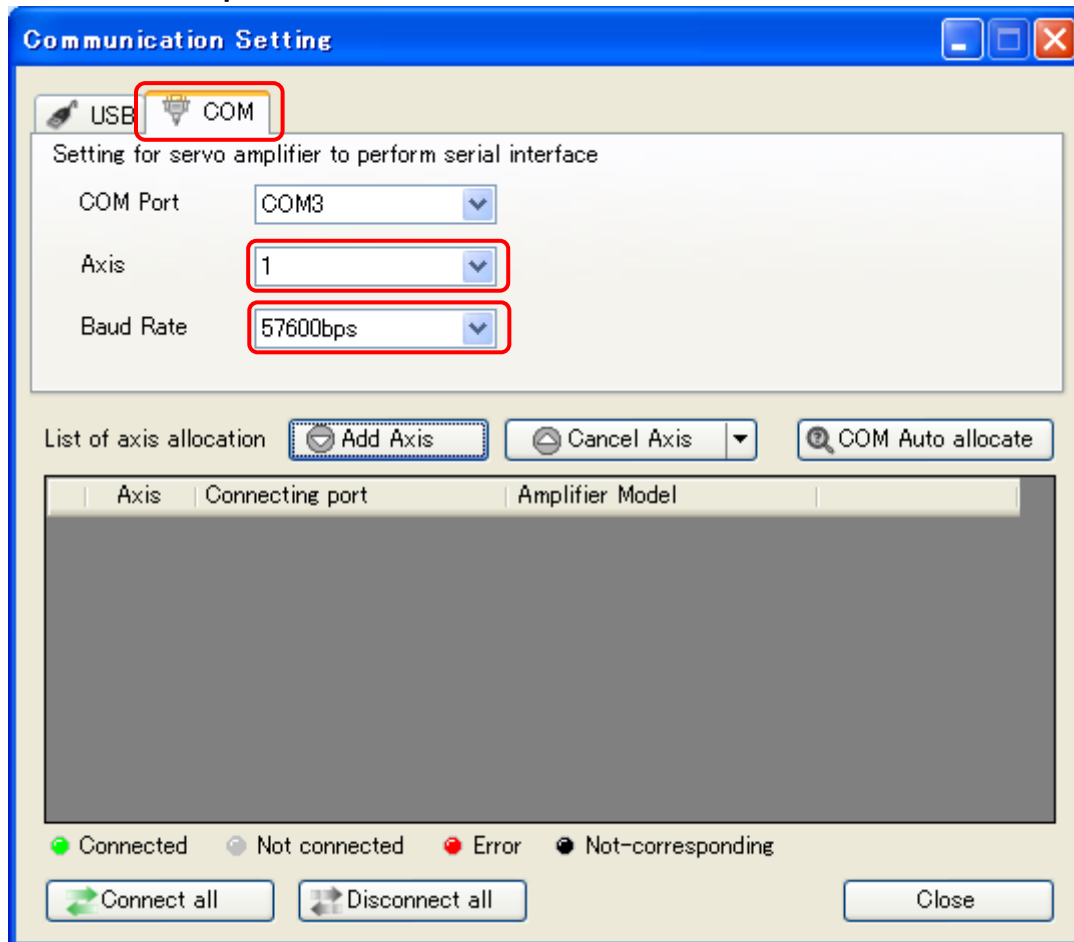 Communication Setting
USB COM
Setting for servo amplifier to perform serial interface
COM Port COM3
Axis 1
Baud Rate 57600bps
List of axis allocation Add Axis Cancel Axis COM Auto allocate
Axis Connecting port Amplifier Model
Connected Not connected Error Not-corresponding
Connect all Disconnect all Close